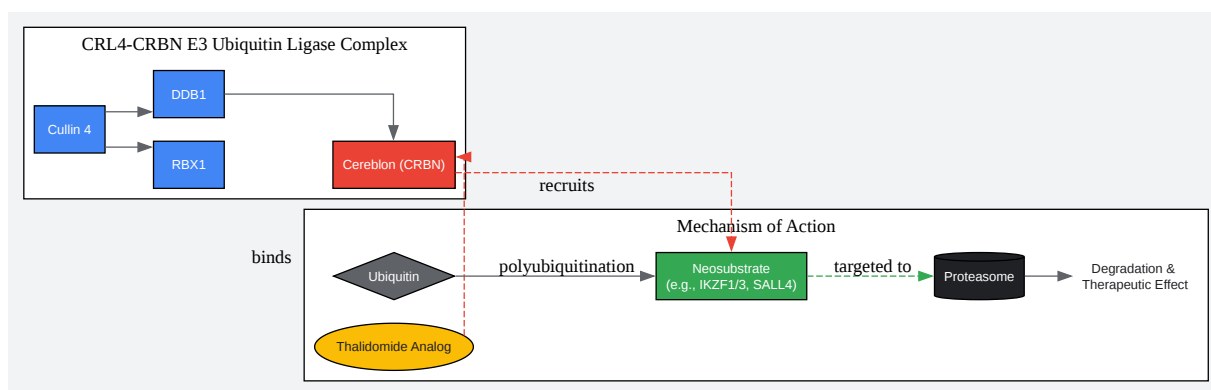 CRL4-CRBN E3 Ubiquitin Ligase Complex
DDB1
Cullin 4
RBX1
Cereblon (CRBN)
recruits
Mechanism of Action
binds
Ubiquitin
polyubiquitination
Neosubstrate
(e.g., IKZF1/3, SALL4)
targeted to
Proteasome
Degradation &
Therapeutic Effect
Thalidomide Analog